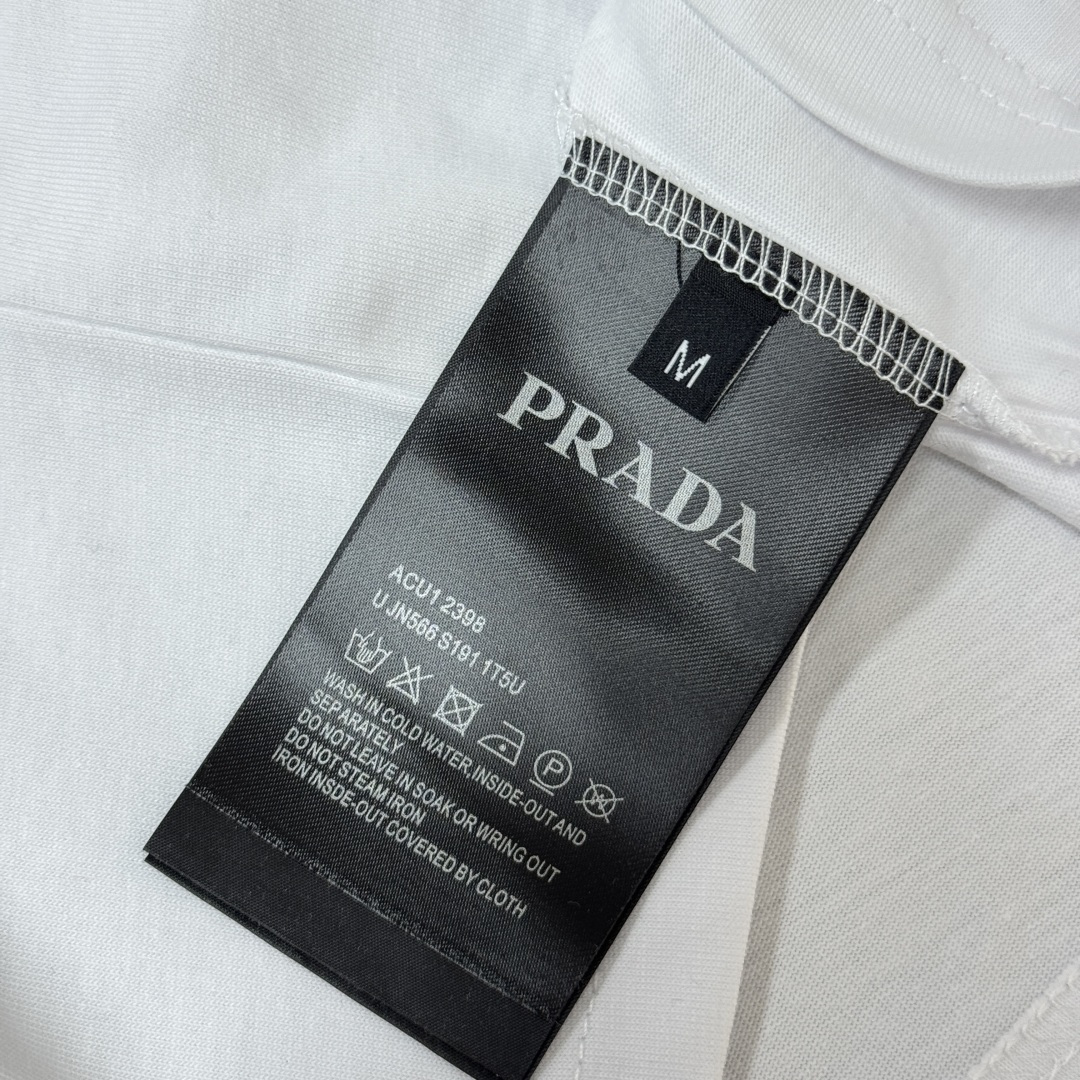 M
PRADA
ACU1 2398
U JN566 S191 1T5U
P
WASH IN COLD WATER, INSIDE-OUT AND
SEPARATELY
DO NOT LEAVE IN SOAK OR WRING OUT
DO NOT STEAM IRON
IRON INSDE-OUT COVERED BY CLOTH